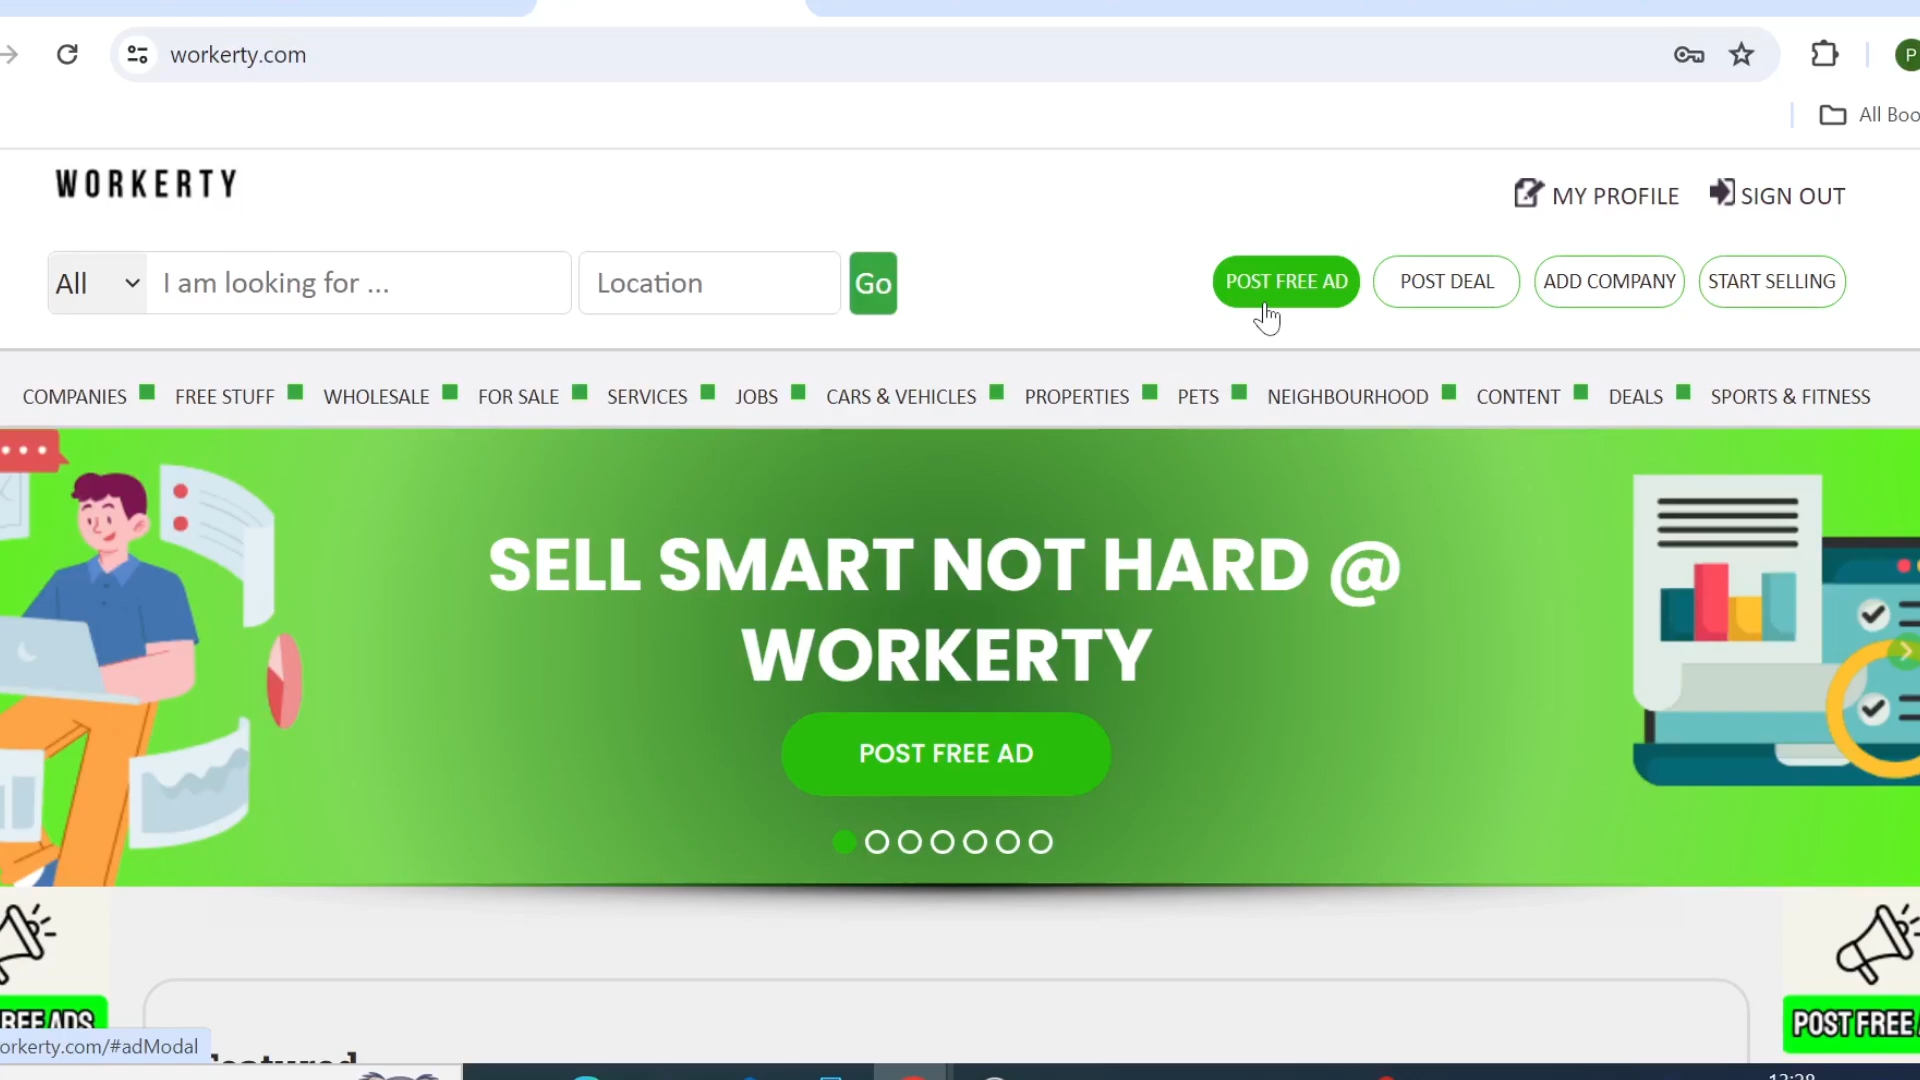 workerty.com
P
All Boo
WORKERTY
MY PROFILE
SIGN OUT
All
I am looking for ...
Location
Go
POST FREE AD
POST DEAL
ADD COMPANY
START SELLING
COMPANIES
FREE STUFF
WHOLESALE
FOR SALE
SERVICES
JOBS
CARS & VEHICLES
PROPERTIES
PETS
NEIGHBOURHOOD
CONTENT
DEALS
SPORTS & FITNESS
SELL SMART NOT HARD @
WORKERTY
POST FREE AD
REE ADS
POST FREE
orkerty.com/#adModal